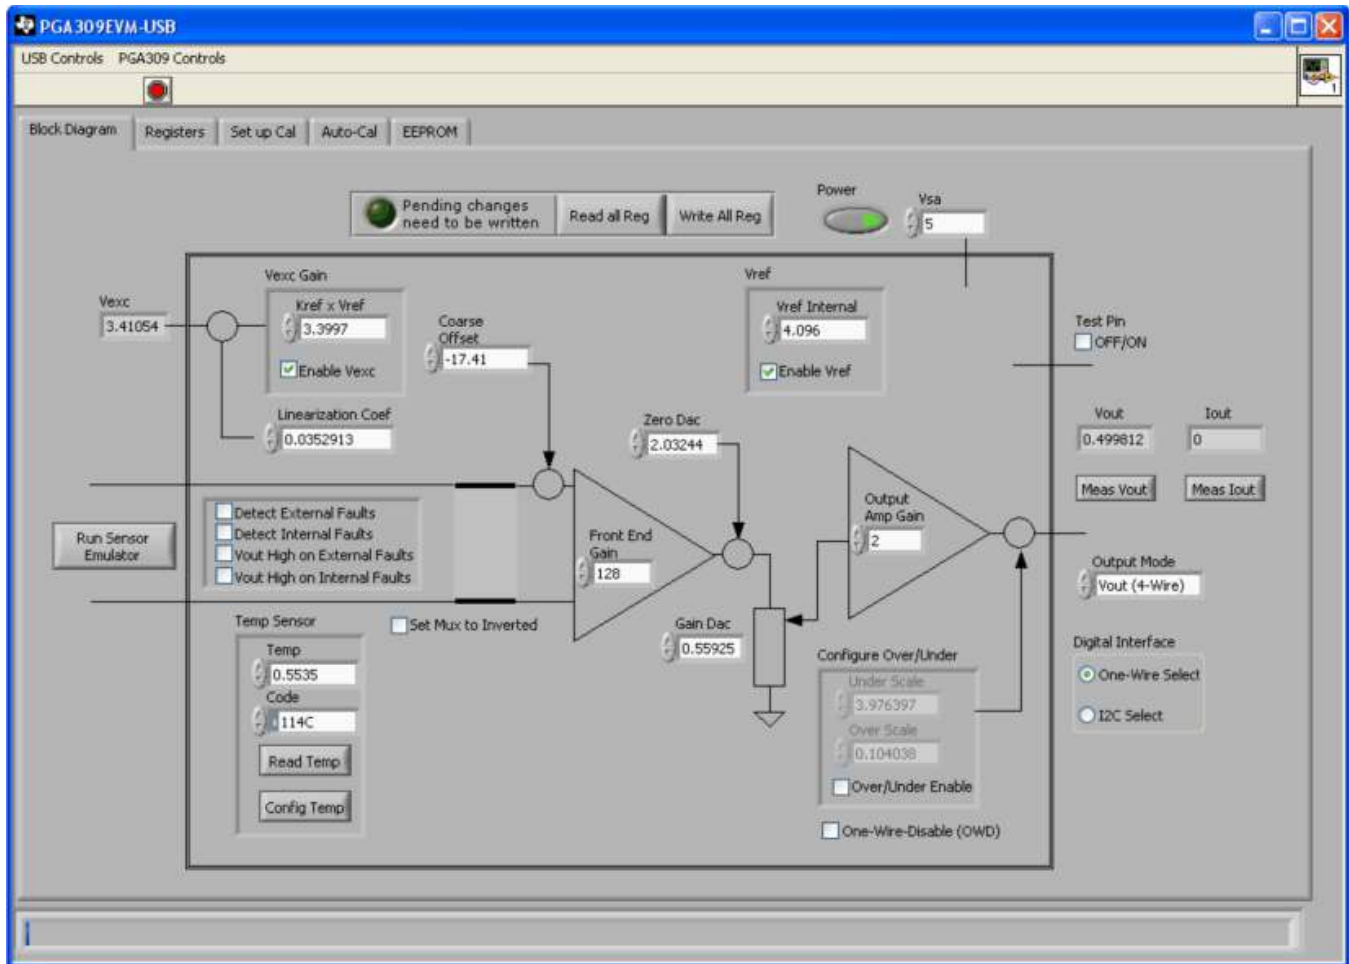 PGA309EVM-USB
USB Controls PGA309 Controls
1
Block Diagram Registers Set up Cal Auto-Cal EEPROM
Pending changes
need to be written
Read all Reg Write All Reg
Power
Vsa
5
Vexc
3.41054
Vexc Gain
Kref x Vref
3.3997
Enable Vexc
Linearization Coef
0.0352913
Coarse
Offset
-17.41
Vref
Vref Internal
4.096
Enable Vref
Test Pin
OFF/ON
Zero Dac
2.03244
Vout
0.499812
Iout
0
Meas Vout Meas Iout
Run Sensor
Emulator
Detect External Faults
Detect Internal Faults
Vout High on External Faults
Vout High on Internal Faults
Front End
Gain
128
Output
Amp Gain
2
Output Mode
Vout (4-Wire)
Set Mux to Inverted
Temp Sensor
Temp
0.5535
Code
114C
Read Temp
Config Temp
Gain Dac
0.55925
Configure Over/Under
Under Scale
3.976397
Over Scale
0.104038
Over/Under Enable
One-Wire-Disable (OWD)
Digital Interface
One-Wire Select
I2C Select